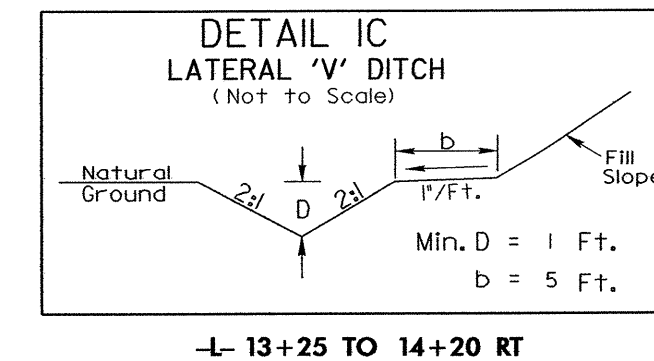 DETAIL 1C
LATERAL 'V' DITCH
(Not to Scale)
Natural
Ground
2:1
D
2:1
b
1"/Ft.
Fill
Slope
Min. D = 1 Ft.
b = 5 Ft.
-L- 13+25 TO 14+20 RT